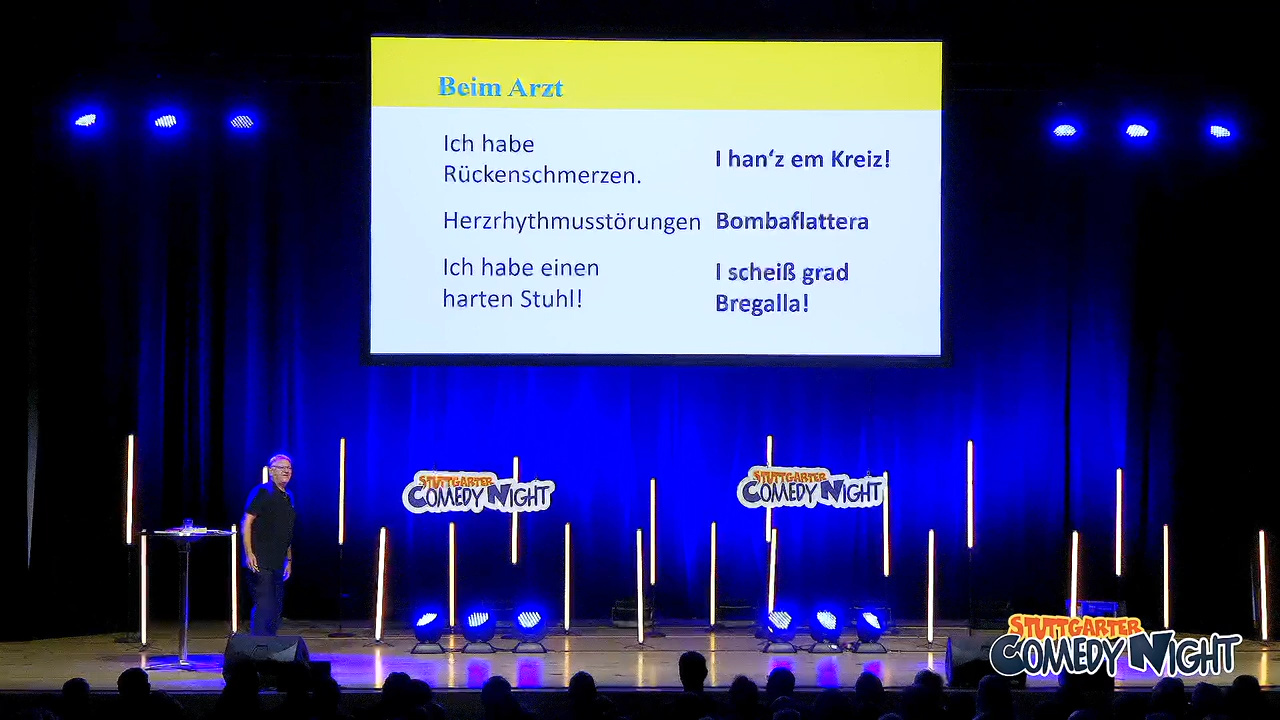 Beim Arzt
Ich habe
Rückenschmerzen.
I han‘z em Kreiz!
Herzrhythmusstörungen
Bombaflattera
Ich habe einen
harten Stuhl!
I scheiß grad
Bregalla!
STUTTGARTER
COMEDY NIGHT
STUTTGARTER
COMEDY NIGHT
STUTTGARTER
COMEDY NIGHT